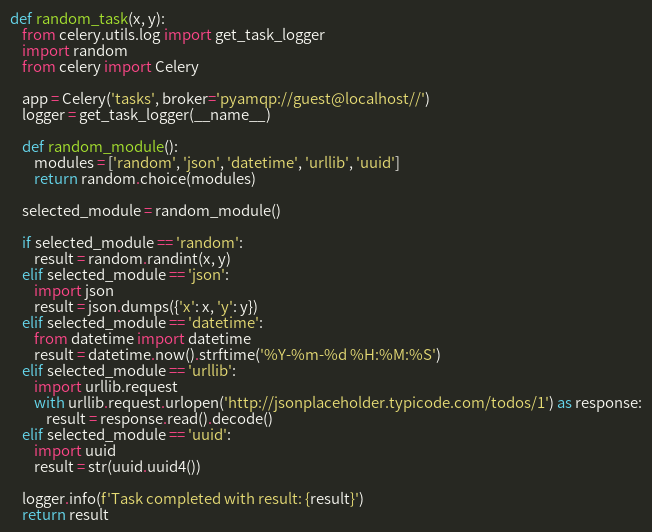 def random_task(x, y):
    from celery.utils.log import get_task_logger
    import random
    from celery import Celery

    app = Celery('tasks', broker='pyamqp://guest@localhost//')
    logger = get_task_logger(__name__)

    def random_module():
        modules = ['random', 'json', 'datetime', 'urllib', 'uuid']
        return random.choice(modules)

    selected_module = random_module()

    if selected_module == 'random':
        result = random.randint(x, y)
    elif selected_module == 'json':
        import json
        result = json.dumps({'x': x, 'y': y})
    elif selected_module == 'datetime':
        from datetime import datetime
        result = datetime.now().strftime('%Y-%m-%d %H:%M:%S')
    elif selected_module == 'urllib':
        import urllib.request
        with urllib.request.urlopen('http://jsonplaceholder.typicode.com/todos/1') as response:
            result = response.read().decode()
    elif selected_module == 'uuid':
        import uuid
        result = str(uuid.uuid4())

    logger.info(f'Task completed with result: {result}')
    return result